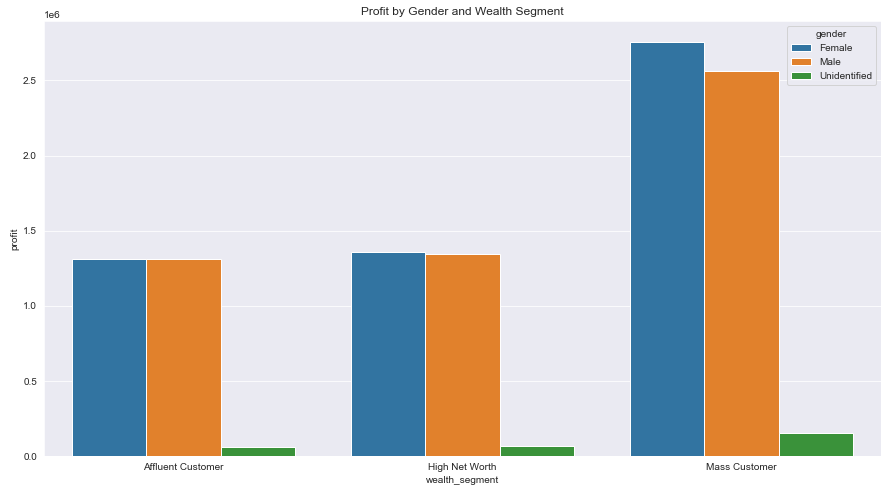 Profit by Gender and Wealth Segment
1e6
gender
Female
Male
Unidentified
2.5
2.0
1.5
1.0
0.5
0.0
profit
Affluent Customer
High Net Worth
Mass Customer
wealth_segment